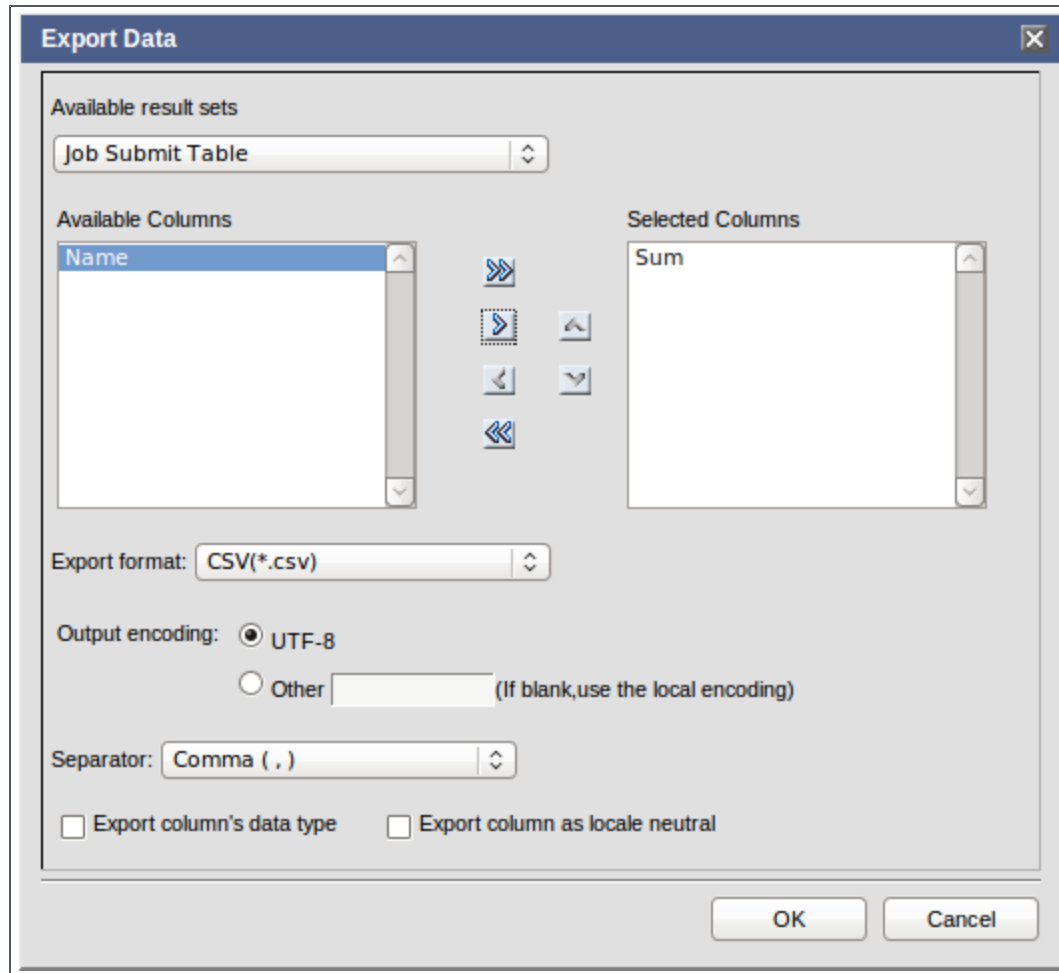 Export Data
Available result sets
Job Submit Table
Available Columns
Selected Columns
Name
Sum
Export format: CSV(*.csv)
Output encoding: UTF-8
Other (If blank,use the local encoding)
Separator: Comma ( , )
Export column's data type Export column as locale neutral
OK Cancel